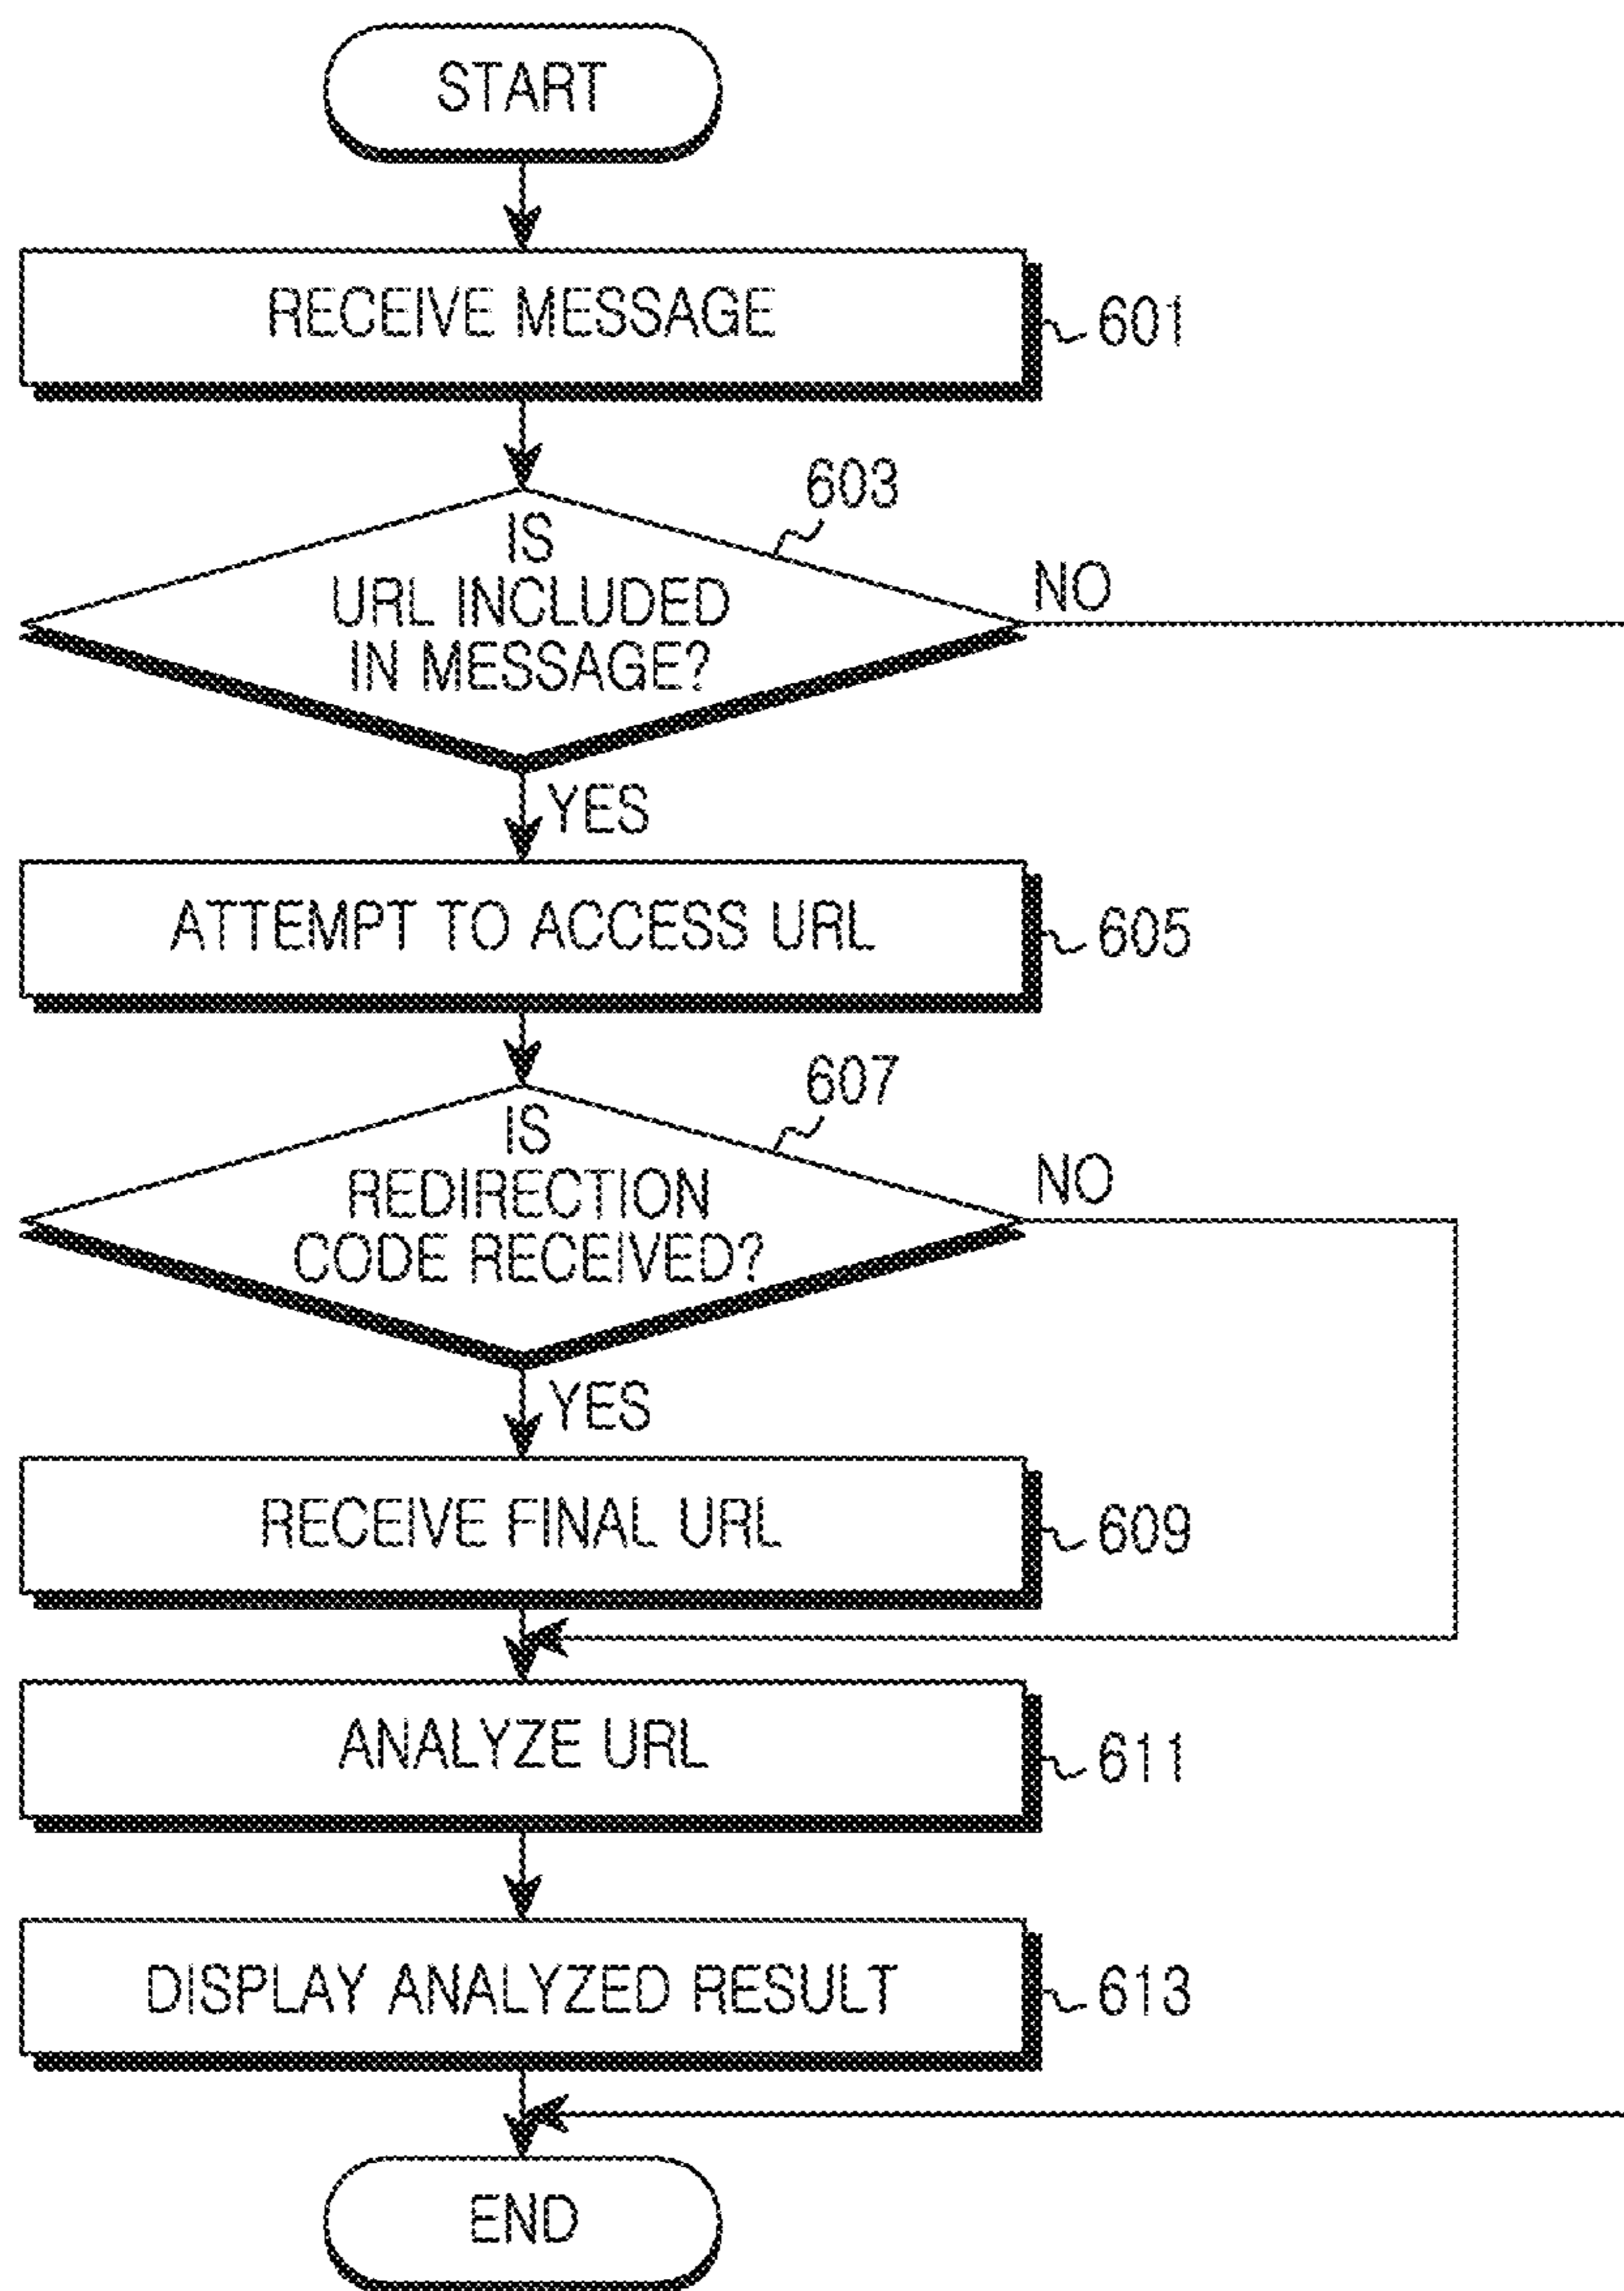 START
RECEIVE MESSAGE
601
603
IS
URL INCLUDED
IN MESSAGE?
NO
YES
ATTEMPT TO ACCESS URL
605
607
IS
REDIRECTION
CODE RECEIVED?
NO
YES
RECEIVE FINAL URL
609
ANALYZE URL
611
DISPLAY ANALYZED RESULT
613
END